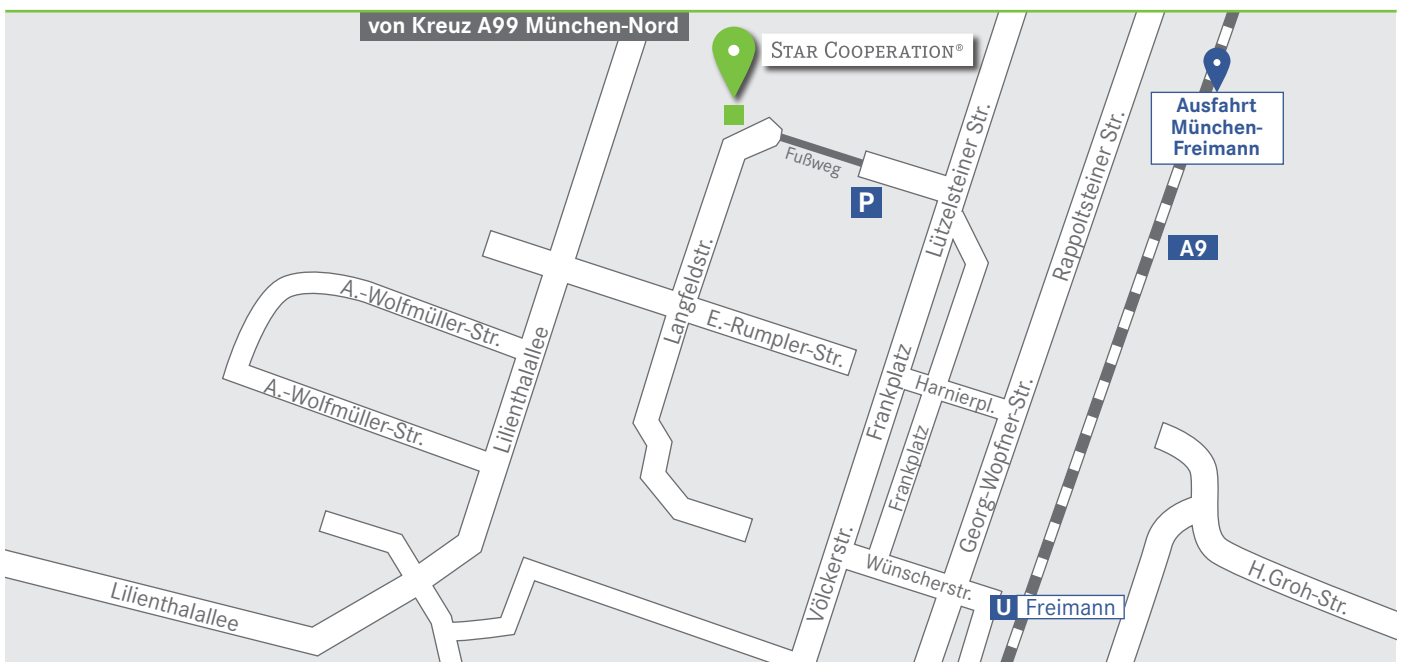 von Kreuz A99 München-Nord
STAR COOPERATION®
Ausfahrt
München-
Freimann
Fußweg
P
Lützelsteiner Str.
Rappoltsteiner Str.
A9
Langfeldstr.
A.-Wolfmüller-Str.
E.-Rumpler-Str.
Lilienthalallee
A.-Wolfmüller-Str.
Frankplatz
Harnierpl.
Frankplatz
Georg-Wopfner-Str.
Völckerstr.
Wünscherstr.
H.Groh-Str.
Lilienthalallee
U Freimann